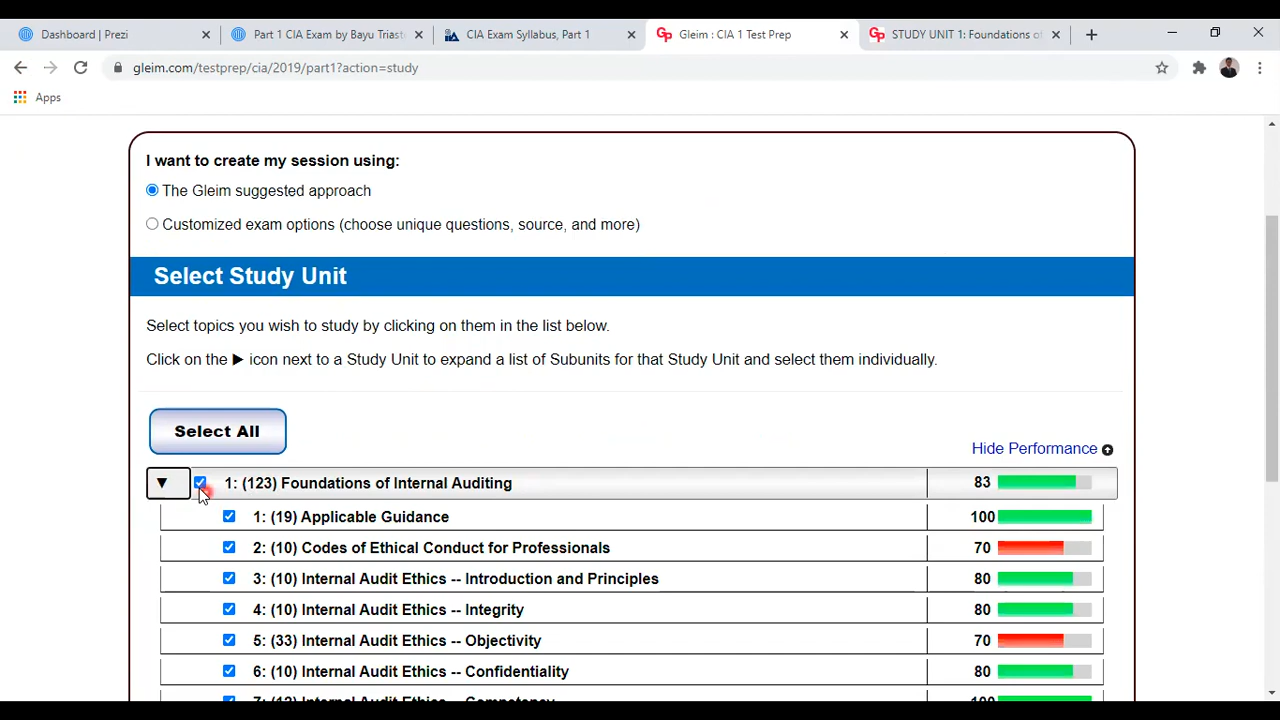 Dashboard | Prezi
Part 1 CIA Exam by Bayu Triast
CIA Exam Syllabus, Part 1
Gleim : CIA 1 Test Prep
STUDY UNIT 1: Foundations of
gleim.com/testprep/cia/2019/part1?action=study
Apps
I want to create my session using:
The Gleim suggested approach
Customized exam options (choose unique questions, source, and more)
Select Study Unit
Select topics you wish to study by clicking on them in the list below.
Click on the ▶ icon next to a Study Unit to expand a list of Subunits for that Study Unit and select them individually.
Select All
Hide Performance
1: (123) Foundations of Internal Auditing 83
1: (19) Applicable Guidance 100
2: (10) Codes of Ethical Conduct for Professionals 70
3: (10) Internal Audit Ethics -- Introduction and Principles 80
4: (10) Internal Audit Ethics -- Integrity 80
5: (33) Internal Audit Ethics -- Objectivity 70
6: (10) Internal Audit Ethics -- Confidentiality 80
Internal Audit Ethics -- Competency 100